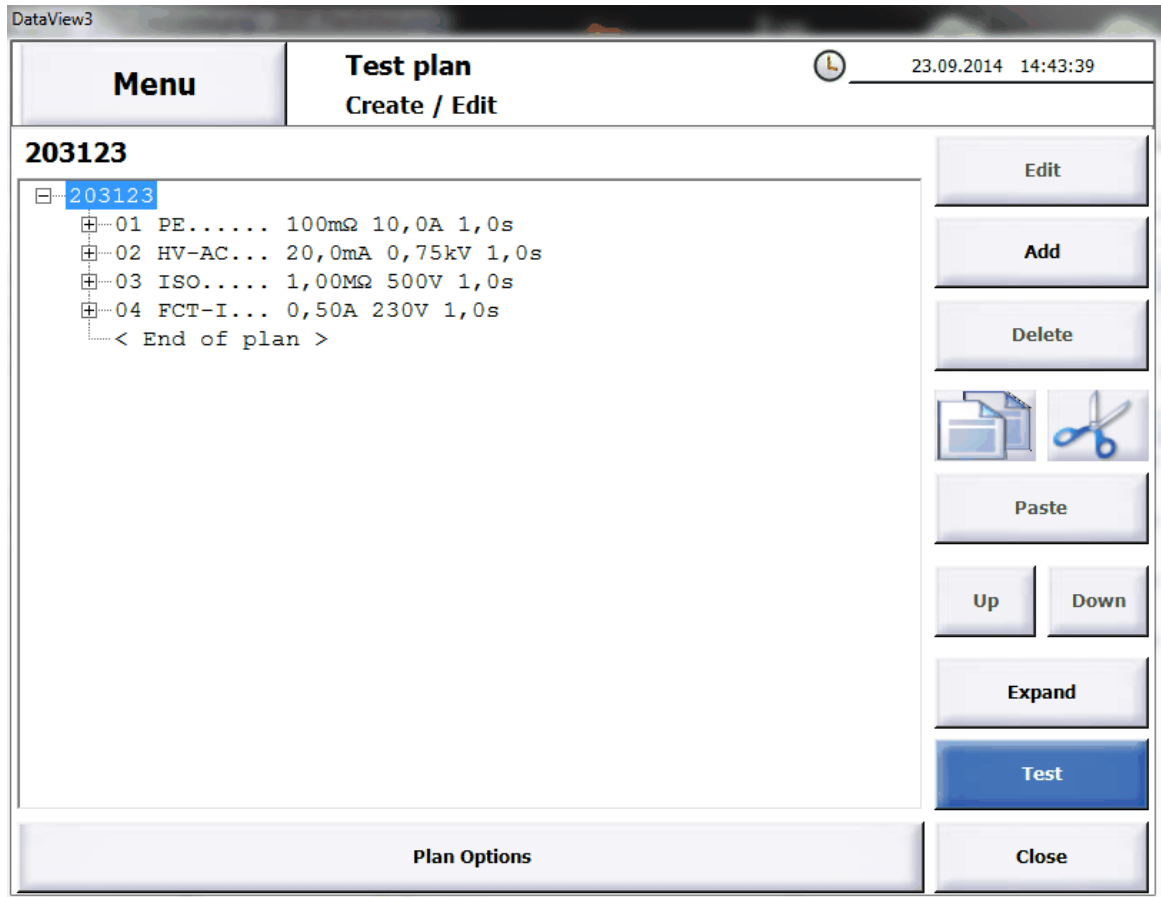 DataView3
Menu
Test plan
Create / Edit
23.09.2014 14:43:39
203123
203123
01 PE...... 100mΩ 10,0A 1,0s
02 HV-AC... 20,0mA 0,75kV 1,0s
03 ISO..... 1,00MΩ 500V 1,0s
04 FCT-I... 0,50A 230V 1,0s
< End of plan >
Edit
Add
Delete
Paste
Up Down
Expand
Test
Plan Options
Close